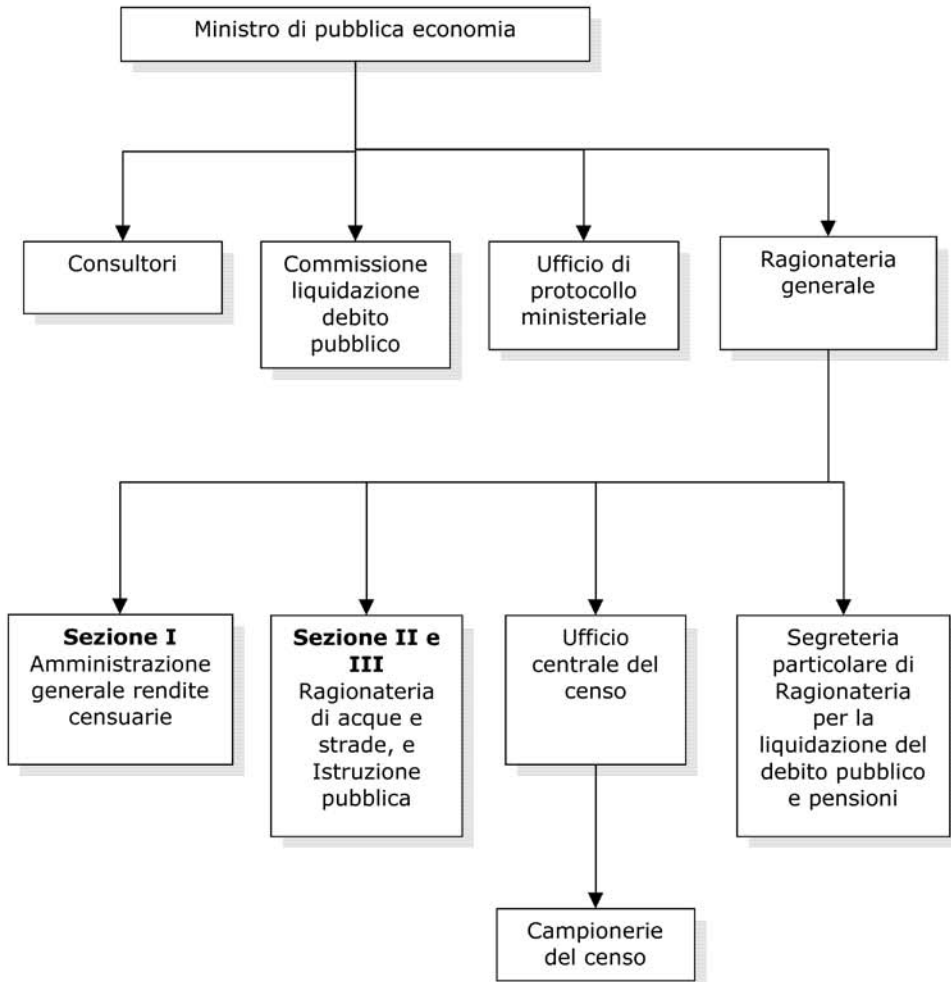 Ministro di pubblica economia
Consultori
Commissione
liquidazione
debito
pubblico
Ufficio di
protocollo
ministeriale
Ragionateria
generale
Sezione I
Amministrazione
generale rendite
censuarie
Sezione II e
III
Ragionateria
di acque e
strade, e
Istruzione
pubblica
Ufficio
centrale del
censo
Segreteria
particolare di
Ragionateria
per la
liquidazione del
debito pubblico
e pensioni
Campionerie
del censo